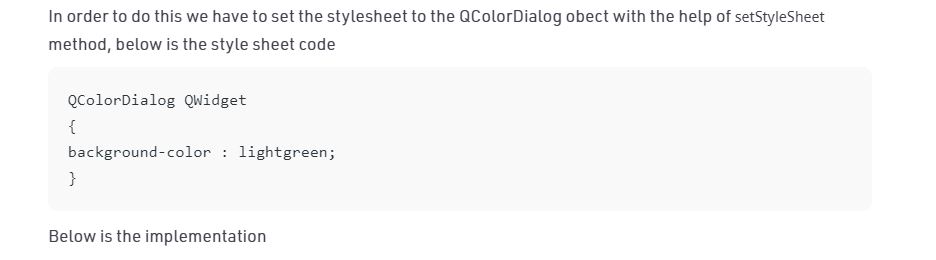 In order to do this we have to set the stylesheet to the QColorDialog obect with the help of setStyleSheet
method, below is the style sheet code
QColorDialog QWidget
{
background-color : lightgreen;
}
Below is the implementation